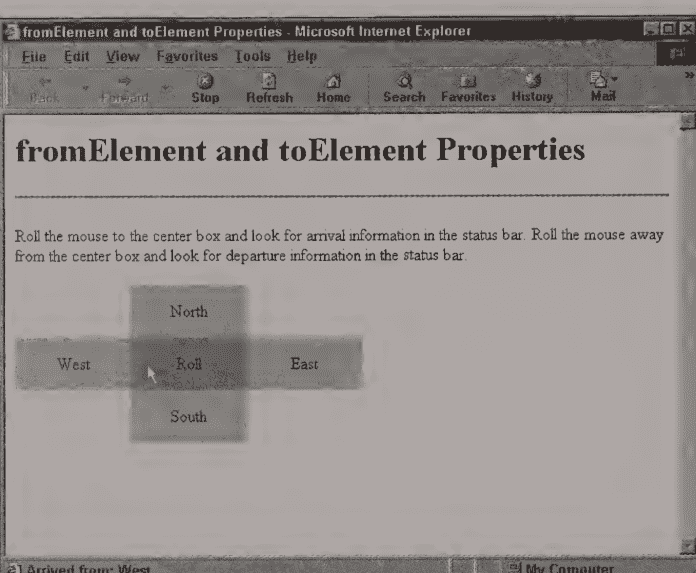 fromElement and toElement Properties - Microsoft Internet Explorer
File Edit View Favorites Tools Help
Back Forward Stop Refresh Home Search Favorites History Mail
fromElement and toElement Properties
Roll the mouse to the center box and look for arrival information in the status bar. Roll the mouse away
from the center box and look for departure information in the status bar.
North
West Roll East
South
Arrived from: West My Computer